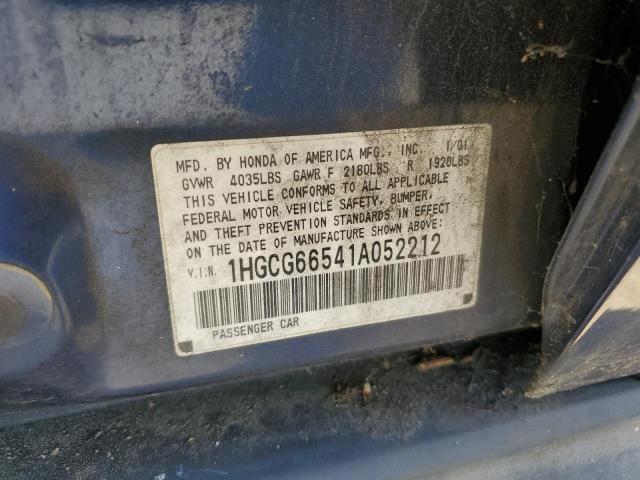 MFD. BY HONDA OF AMERICA MFG., INC. 1/01
GVWR 4035LBS GAWR F 2180LBS R 1920LBS
THIS VEHICLE CONFORMS TO ALL APPLICABLE
FEDERAL MOTOR VEHICLE SAFETY, BUMPER,
AND THEFT PREVENTION STANDARDS IN EFFECT
ON THE DATE OF MANUFACTURE SHOWN ABOVE:
V.I.N. 1HGCG66541A052212
PASSENGER CAR